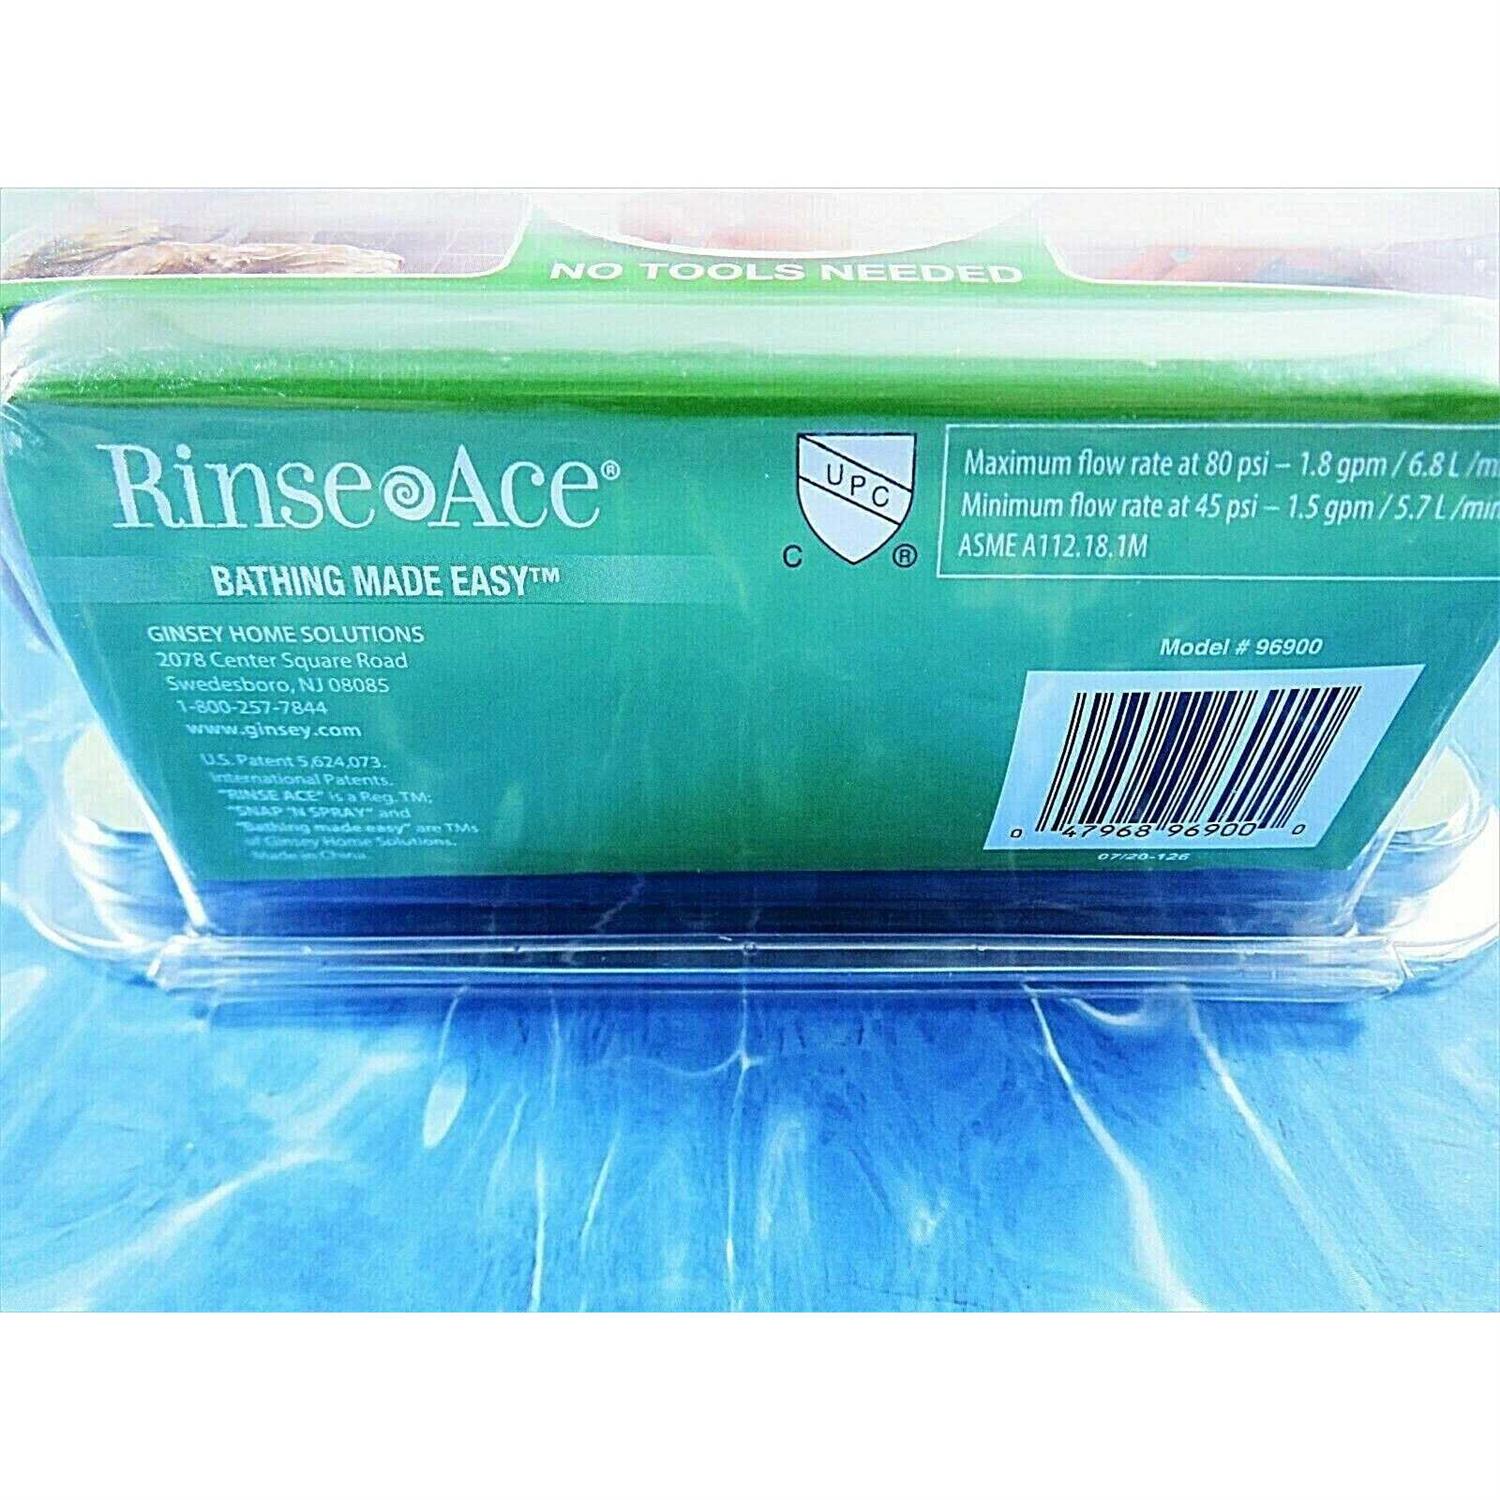 NO TOOLS NEEDED
Rinse Ace®
BATHING MADE EASY™
GINSEY HOME SOLUTIONS
2078 Center Square Road
Swedesboro, NJ 08085
1-800-257-7844
www.ginsey.com
U.S. Patent 5,624,073.
International Patents.
"RINSE ACE" is a Reg. TM;
"SNAP 'N SPRAY" and
"Bathing made easy" are TMs
of Ginsey Home Solutions.
Made in China
UPC
C ®
Maximum flow rate at 80 psi – 1.8 gpm / 6.8 L /m
Minimum flow rate at 45 psi – 1.5 gpm / 5.7 L /min
ASME A112.18.1M
Model # 96900
0 47968 96900 0
07/20-126